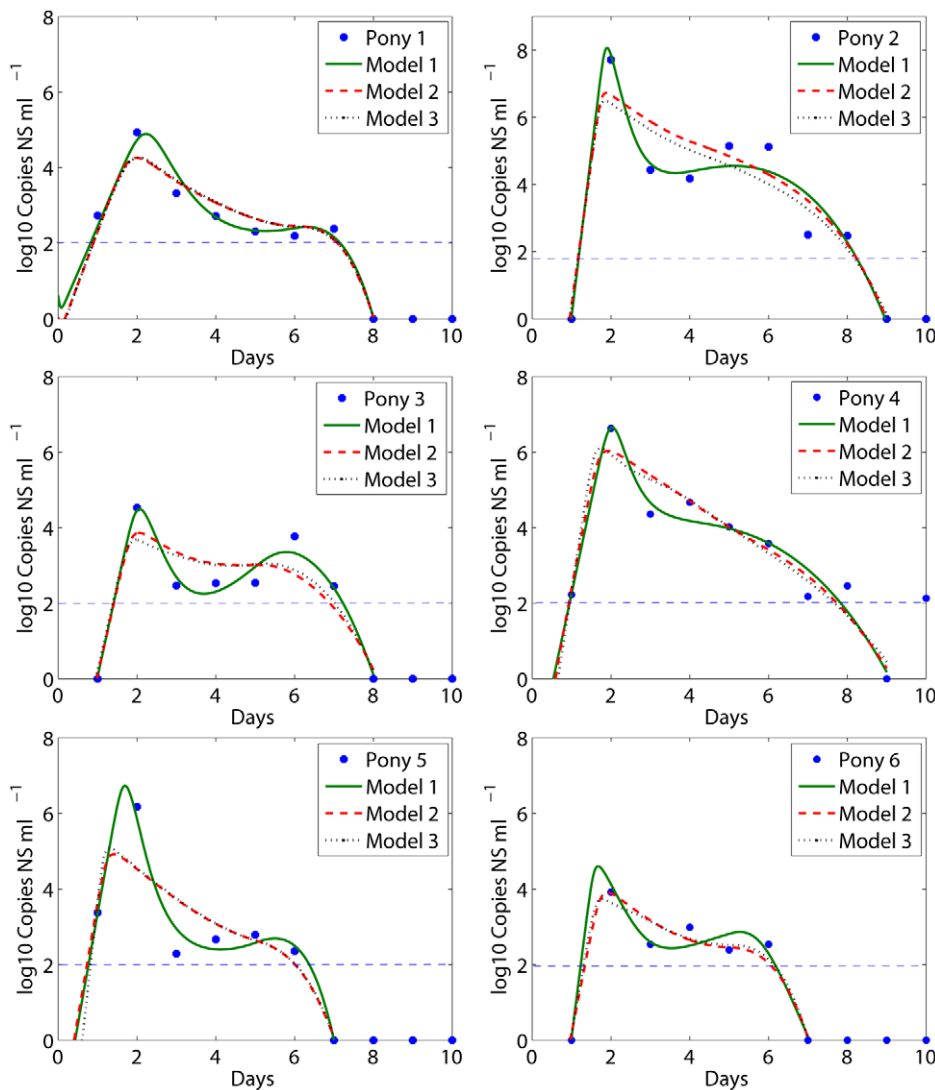 log10 Copies NS ml −1
8
6
4
2
0
0 2 4 6 8 10
Days
Pony 1
Model 1
Model 2
Model 3
log10 Copies NS ml −1
8
6
4
2
0
0 2 4 6 8 10
Days
Pony 2
Model 1
Model 2
Model 3
log10 Copies NS ml −1
8
6
4
2
0
0 2 4 6 8 10
Days
Pony 3
Model 1
Model 2
Model 3
log10 Copies NS ml −1
8
6
4
2
0
0 2 4 6 8 10
Days
Pony 4
Model 1
Model 2
Model 3
log10 Copies NS ml −1
8
6
4
2
0
0 2 4 6 8 10
Days
Pony 5
Model 1
Model 2
Model 3
log10 Copies NS ml −1
8
6
4
2
0
0 2 4 6 8 10
Days
Pony 6
Model 1
Model 2
Model 3